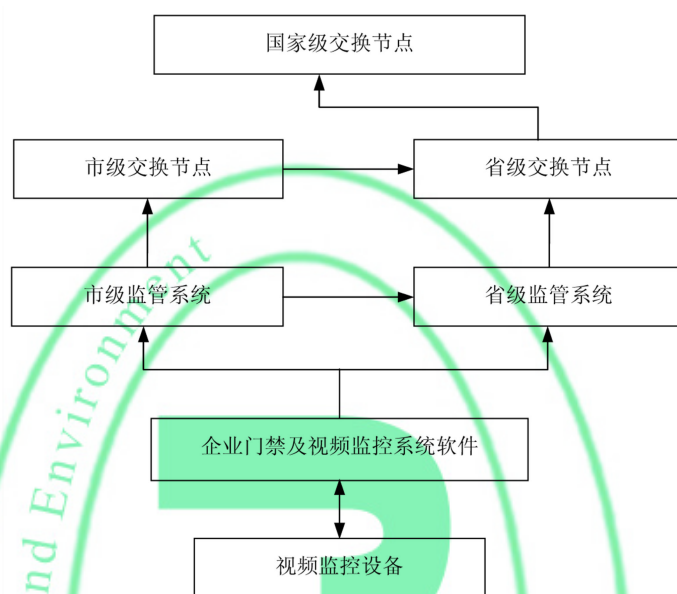 国家级交换节点
市级交换节点
省级交换节点
市级监管系统
省级监管系统
企业门禁及视频监控系统软件
视频监控设备
nd Environment